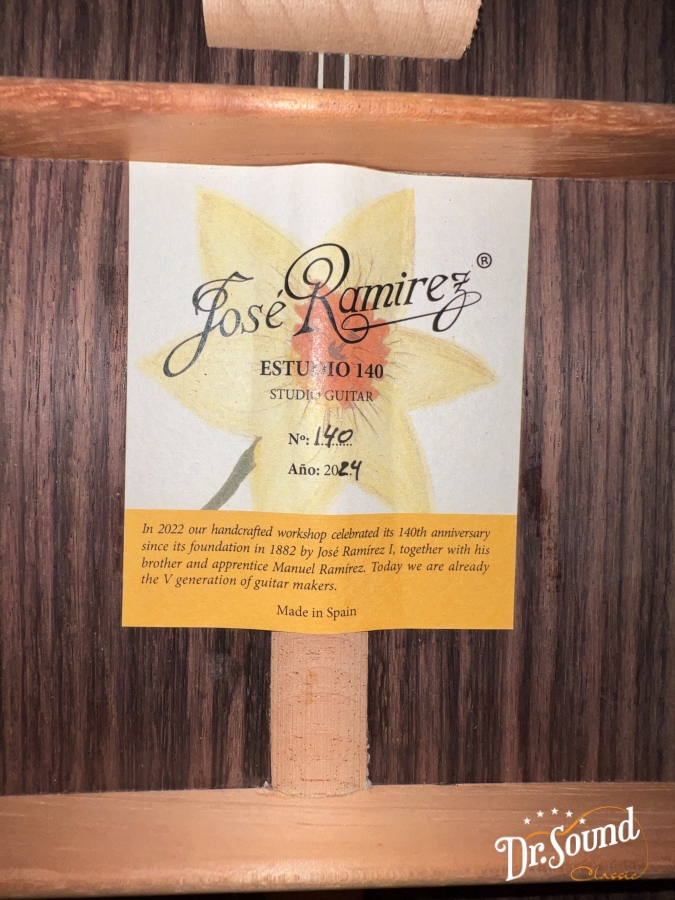 José Ramirez ®
ESTUDIO 140
STUDIO GUITAR
Nº: 140
Año: 2024
In 2022 our handcrafted workshop celebrated its 140th anniversary
since its foundation in 1882 by José Ramírez I, together with his
brother and apprentice Manuel Ramírez. Today we are already
the V generation of guitar makers.
Made in Spain
Dr. Sound
Classic